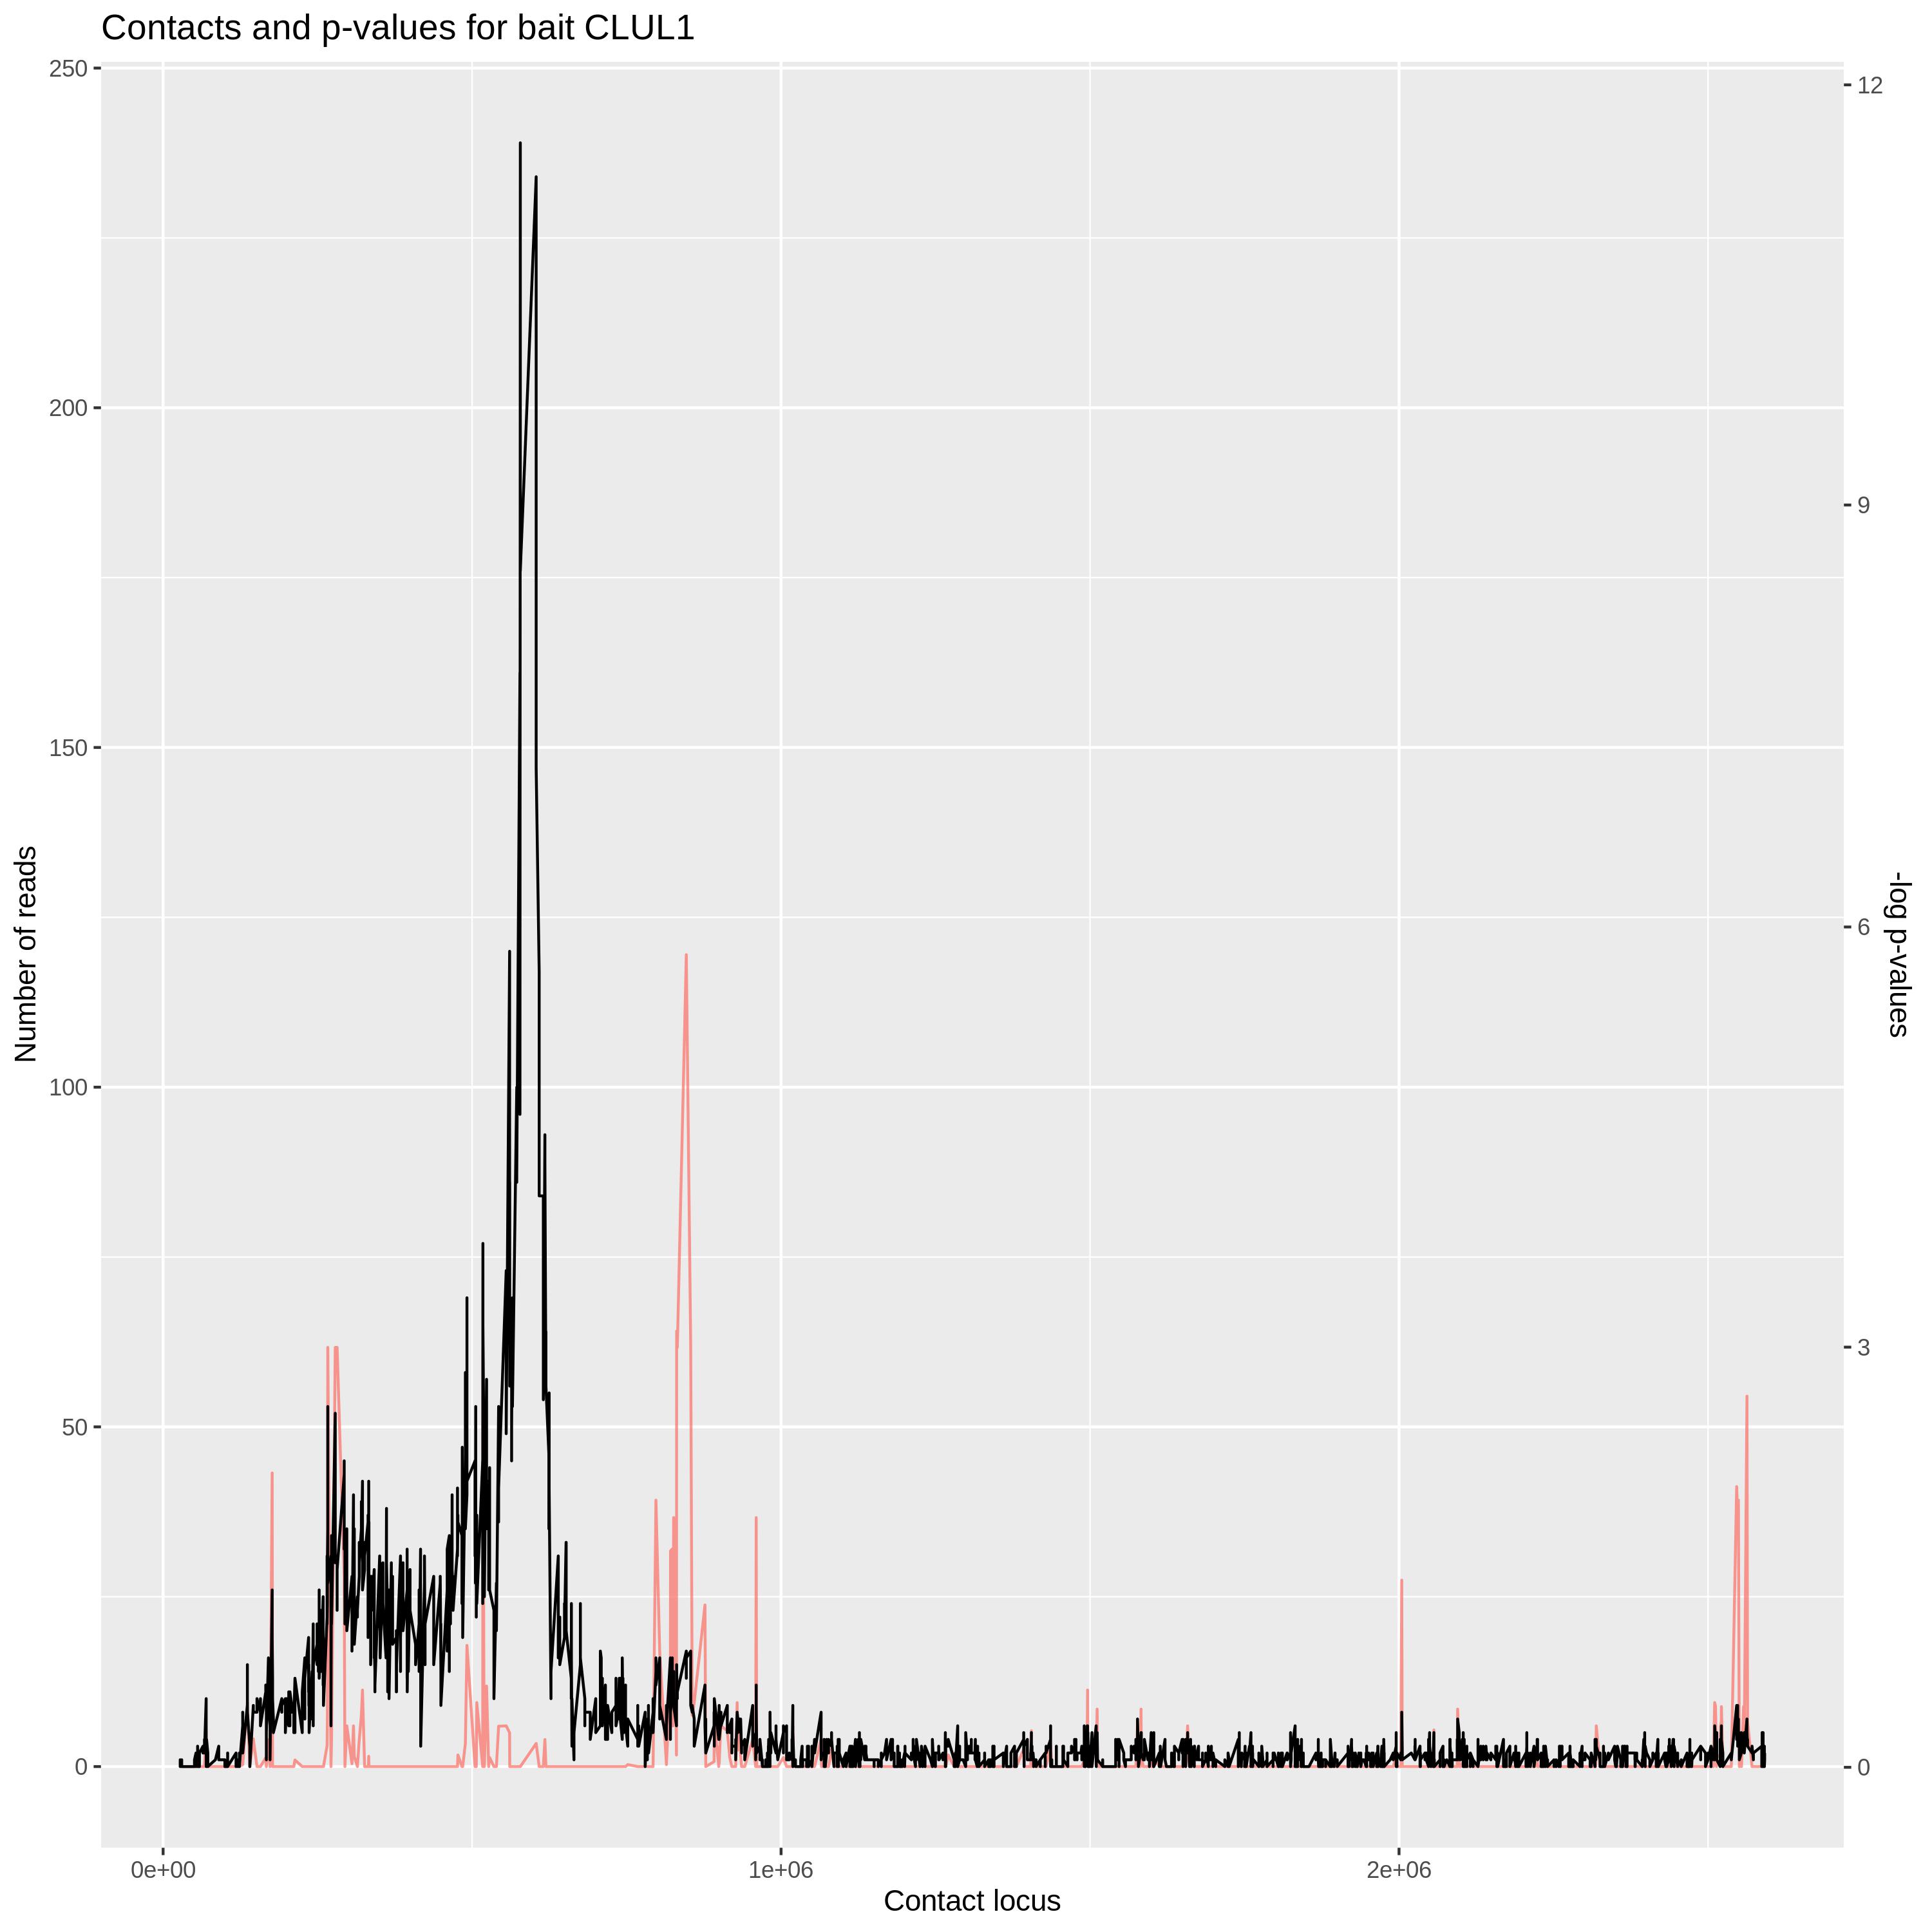 Contacts and p-values for bait CLUL1
250
200
150
100
50
0
Number of reads
12
9
6
3
0
-log p-values
0e+00
1e+06
2e+06
Contact locus